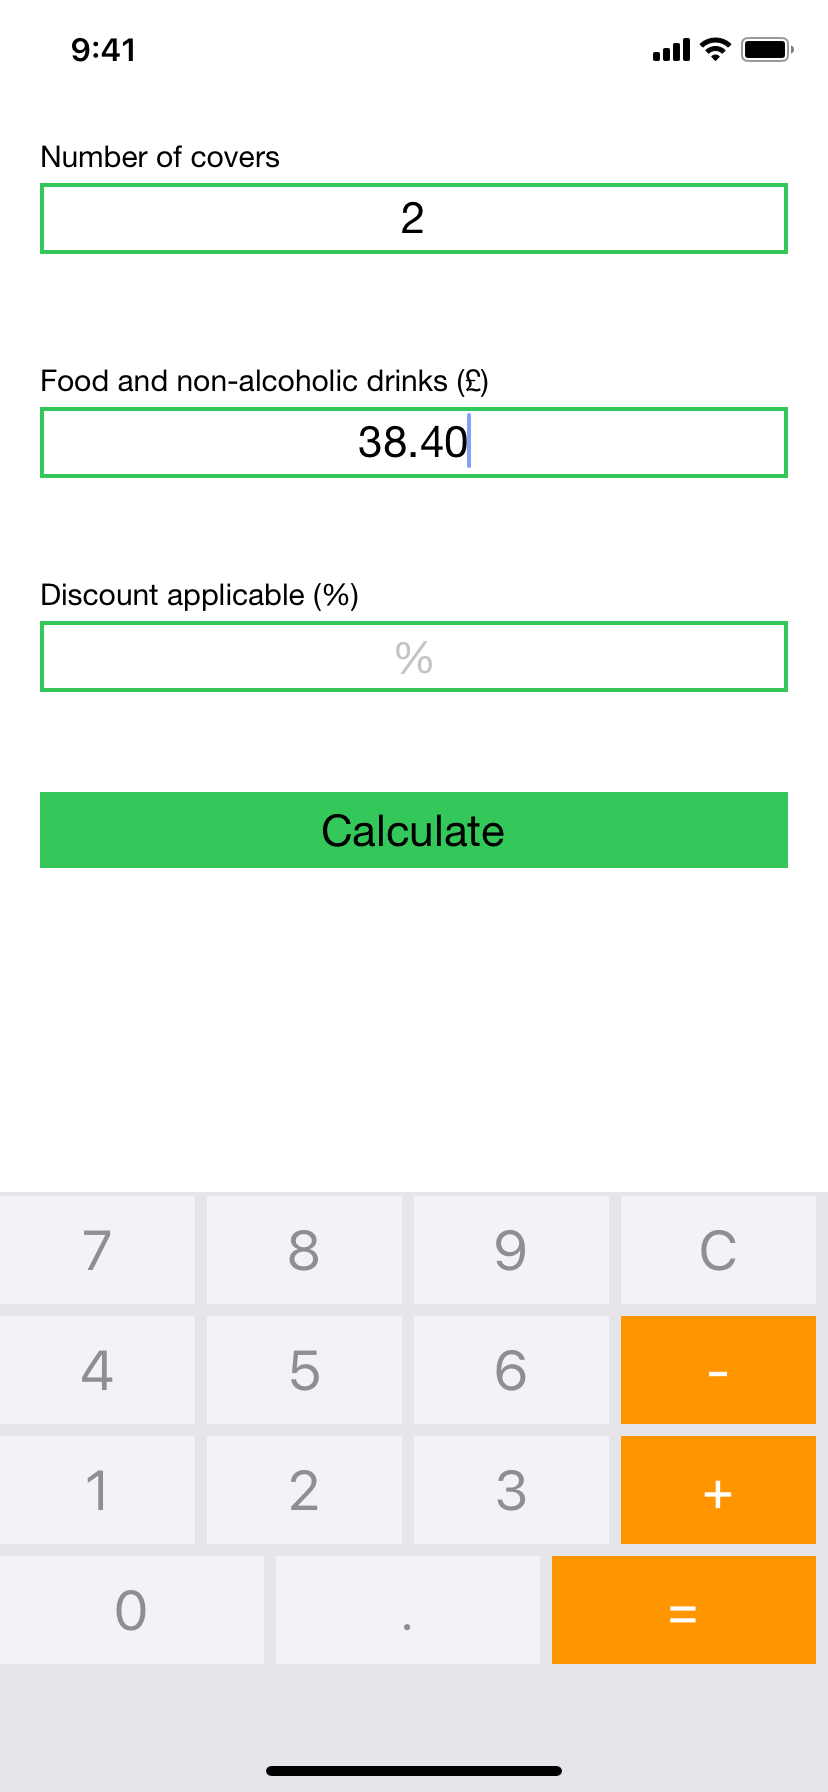 9:41
Number of covers
2
Food and non-alcoholic drinks (£)
38.40
Discount applicable (%)
%
Calculate
7 8 9 C
4 5 6 -
1 2 3 +
0 . =